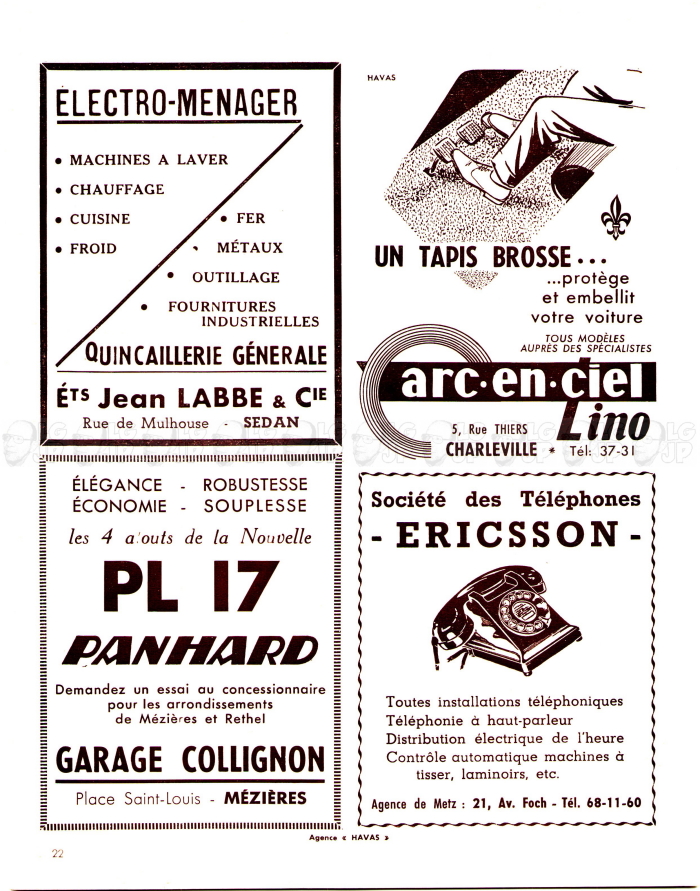 ÉLECTRO-MENAGER
• MACHINES A LAVER
• CHAUFFAGE
• CUISINE
• FROID
• FER
• MÉTAUX
• OUTILLAGE
• FOURNITURES
INDUSTRIELLES
QUINCAILLERIE GÉNERALE
ÉTS Jean LABBE & CIE
Rue de Mulhouse - SEDAN
HAVAS
UN TAPIS BROSSE...
...protège
et embellit
votre voiture
TOUS MODÈLES
AUPRÈS DES SPÉCIALISTES
arc-en-ciel
Lino
5, Rue THIERS
CHARLEVILLE * Tél: 37-31
ÉLÉGANCE - ROBUSTESSE
ÉCONOMIE - SOUPLESSE
les 4 atouts de la Nouvelle
PL 17
PANHARD
Demandez un essai au concessionnaire
pour les arrondissements
de Mézières et Rethel
GARAGE COLLIGNON
Place Saint-Louis - MÉZIÈRES
Société des Téléphones
- ERICSSON -
Toutes installations téléphoniques
Téléphonie à haut-parleur
Distribution électrique de l'heure
Contrôle automatique machines à
tisser, laminoirs, etc.
Agence de Metz : 21, Av. Foch - Tél. 68-11-60
Agence « HAVAS »
22